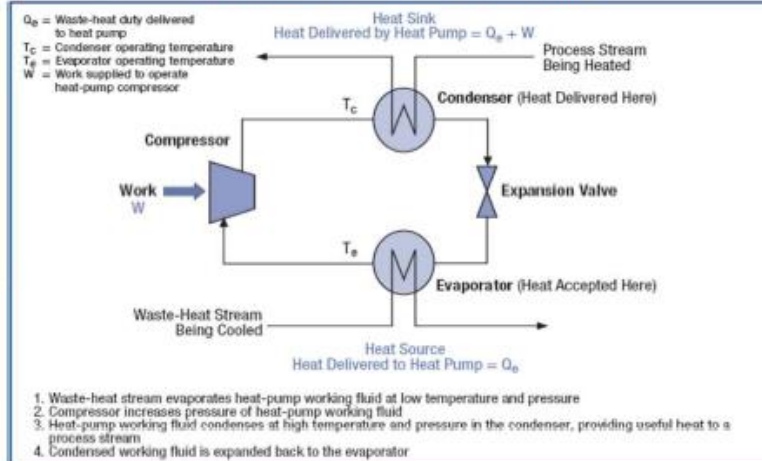 Qe = Waste-heat duty delivered
to heat pump
Tc = Condenser operating temperature
Te = Evaporator operating temperature
W = Work supplied to operate
heat-pump compressor
Heat Sink
Heat Delivered by Heat Pump = Qe + W
Process Stream
Being Heated
Tc
Condenser (Heat Delivered Here)
Compressor
Work
W
Expansion Valve
Te
Evaporator (Heat Accepted Here)
Waste-Heat Stream
Being Cooled
Heat Source
Heat Delivered to Heat Pump = Qe
1. Waste-heat stream evaporates heat-pump working fluid at low temperature and pressure
2. Compressor increases pressure of heat-pump working fluid
3. Heat-pump working fluid condenses at high temperature and pressure in the condenser, providing useful heat to a
process stream
4. Condensed working fluid is expanded back to the evaporator